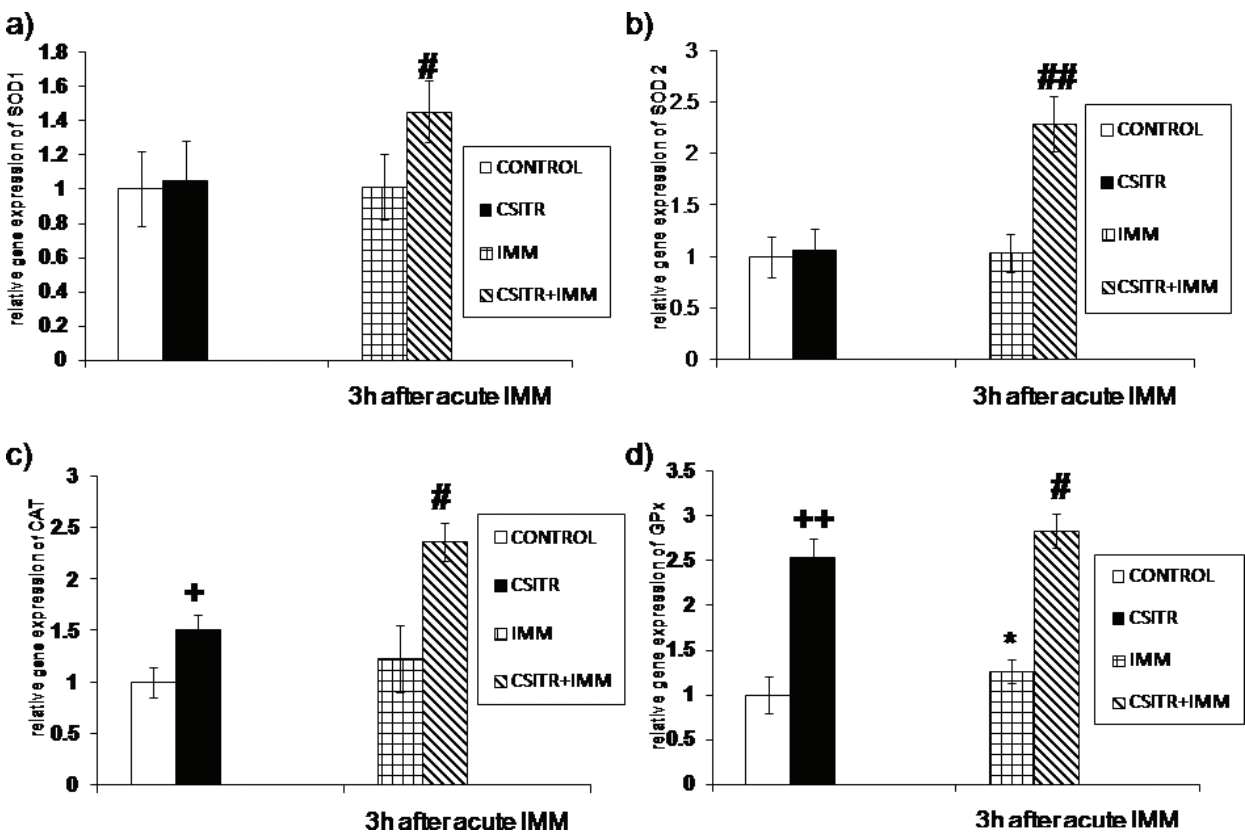 a)
relative gene expression of SOD1
1.8
1.6
1.4
1.2
1
0.8
0.6
0.4
0.2
0
#
CONTROL
CSITR
IMM
CSITR+IMM
3h after acute IMM
b)
relative gene expression of SOD 2
3
2.5
2
1.5
1
0.5
0
##
CONTROL
CSITR
IMM
CSITR+IMM
3h after acute IMM
c)
relative gene expression of CAT
3
2.5
2
1.5
1
0.5
0
+
#
CONTROL
CSITR
IMM
CSITR+IMM
3h after acute IMM
d)
relative gene expression of GPx
3.5
3
2.5
2
1.5
1
0.5
0
++
*
#
CONTROL
CSITR
IMM
CSITR+IMM
3h after acute IMM